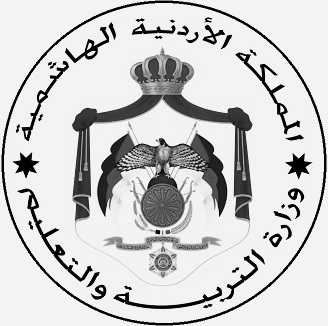 المملكة الأردنية الهاشمية
وزارة التربية والتعليم